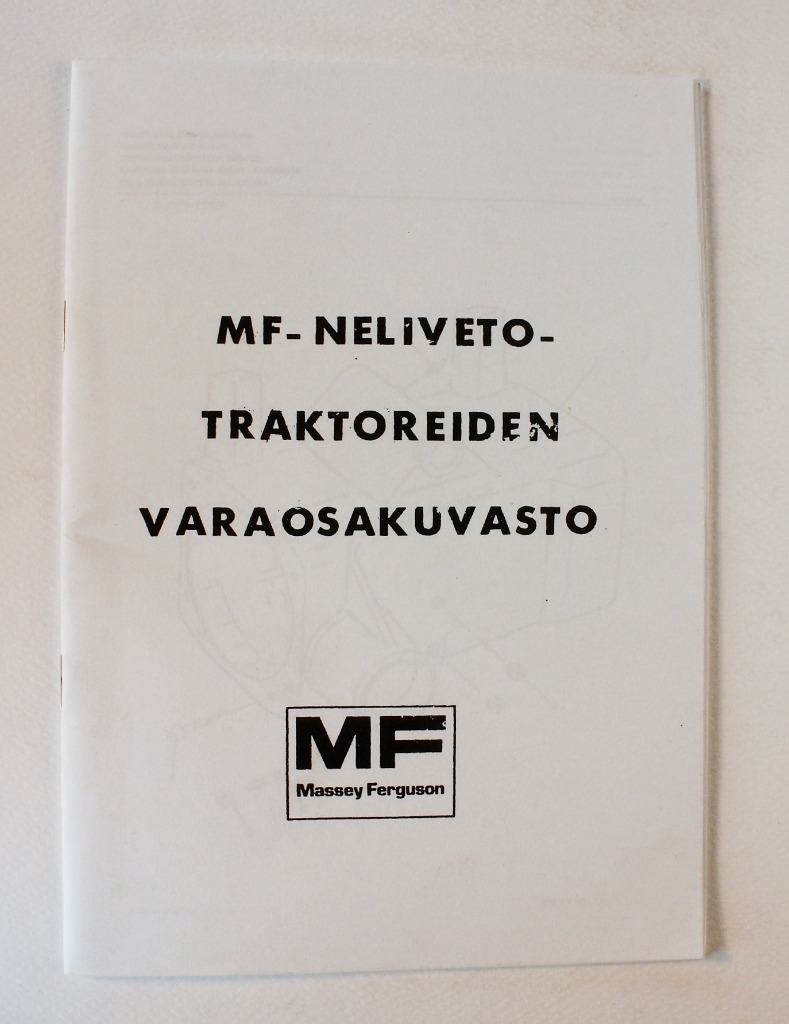 MF-NELIVETO-
TRAKTOREIDEN
VARAOSAKUVASTO
MF
Massey Ferguson